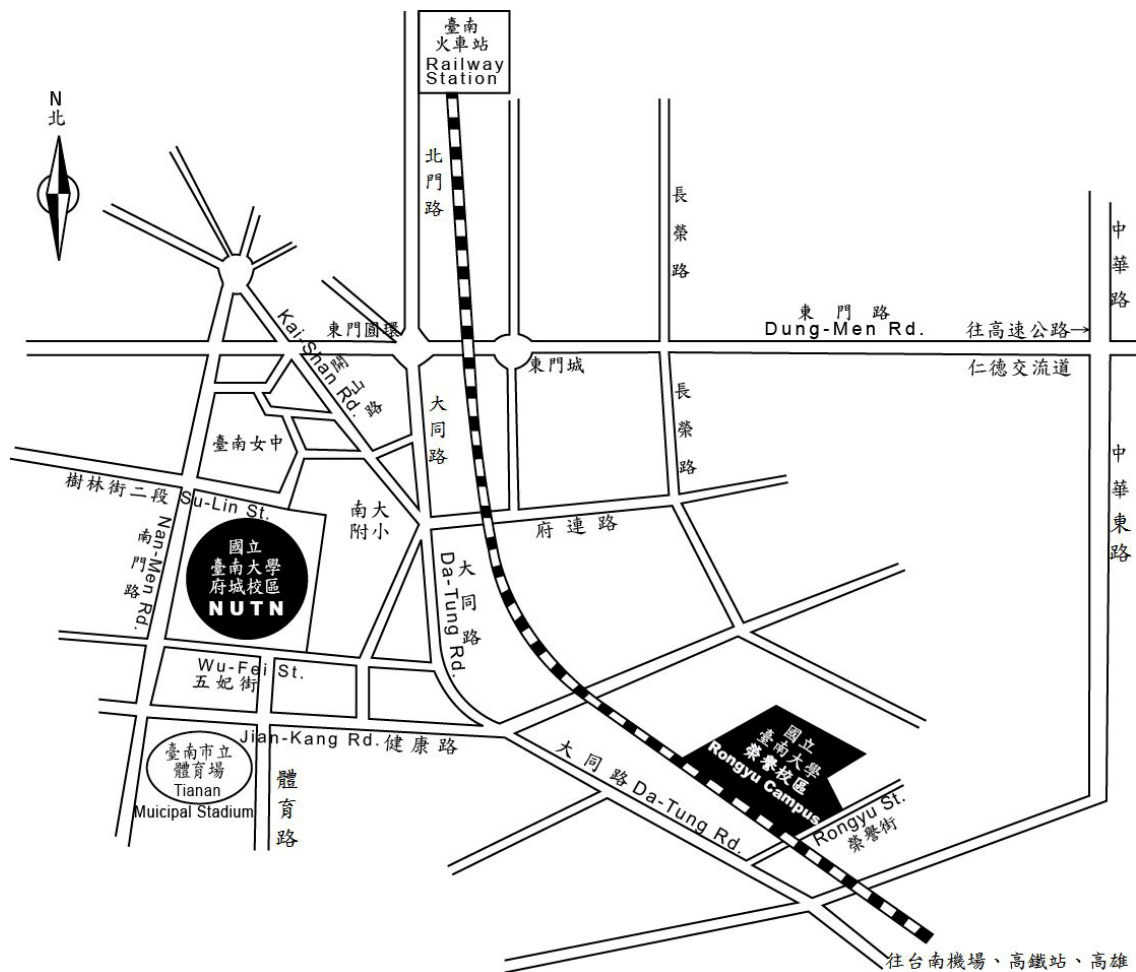 臺南
火車站
Railway
Station
N
北
北門路
長榮路
中華路
東門路
Dung-Men Rd.
往高速公路→
仁德交流道
東門圓環
東門城
Kai-Shan Rd.
開山路
大同路
長榮路
中華東路
臺南女中
樹林街二段
Su-Lin St.
南大
附小
府連路
Nan-Men Rd.
南門路
國立
臺南大學
府城校區
NUTN
大同路
Da-Tung Rd.
Wu-Fei St.
五妃街
Jian-Kang Rd. 健康路
臺南市立
體育場
Tianan
Muicipal Stadium
體育路
大同路 Da-Tung Rd.
國立
臺南大學
榮譽校區
Rongyu Campus
Rongyu St.
榮譽街
往台南機場、高鐵站、高雄